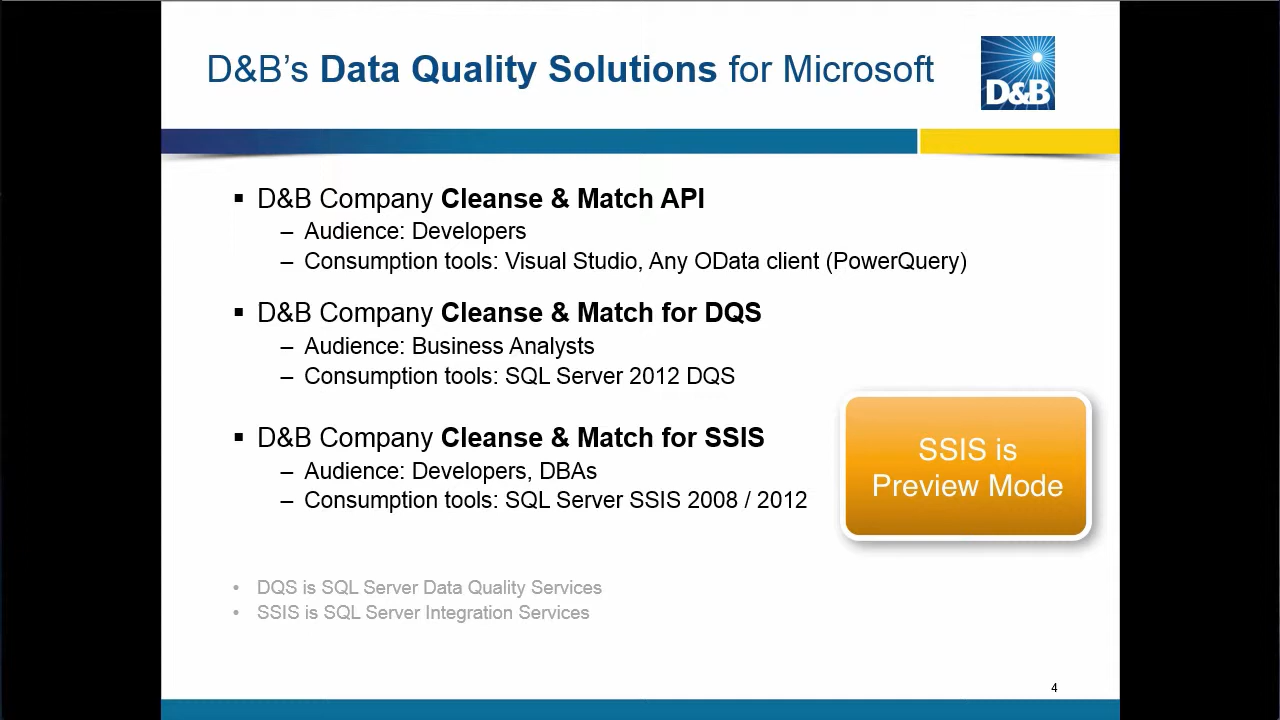 D&B’s Data Quality Solutions for Microsoft
D&B
▪ D&B Company Cleanse & Match API
– Audience: Developers
– Consumption tools: Visual Studio, Any OData client (PowerQuery)
▪ D&B Company Cleanse & Match for DQS
– Audience: Business Analysts
– Consumption tools: SQL Server 2012 DQS
▪ D&B Company Cleanse & Match for SSIS
– Audience: Developers, DBAs
– Consumption tools: SQL Server SSIS 2008 / 2012
SSIS is
Preview Mode
• DQS is SQL Server Data Quality Services
• SSIS is SQL Server Integration Services
4